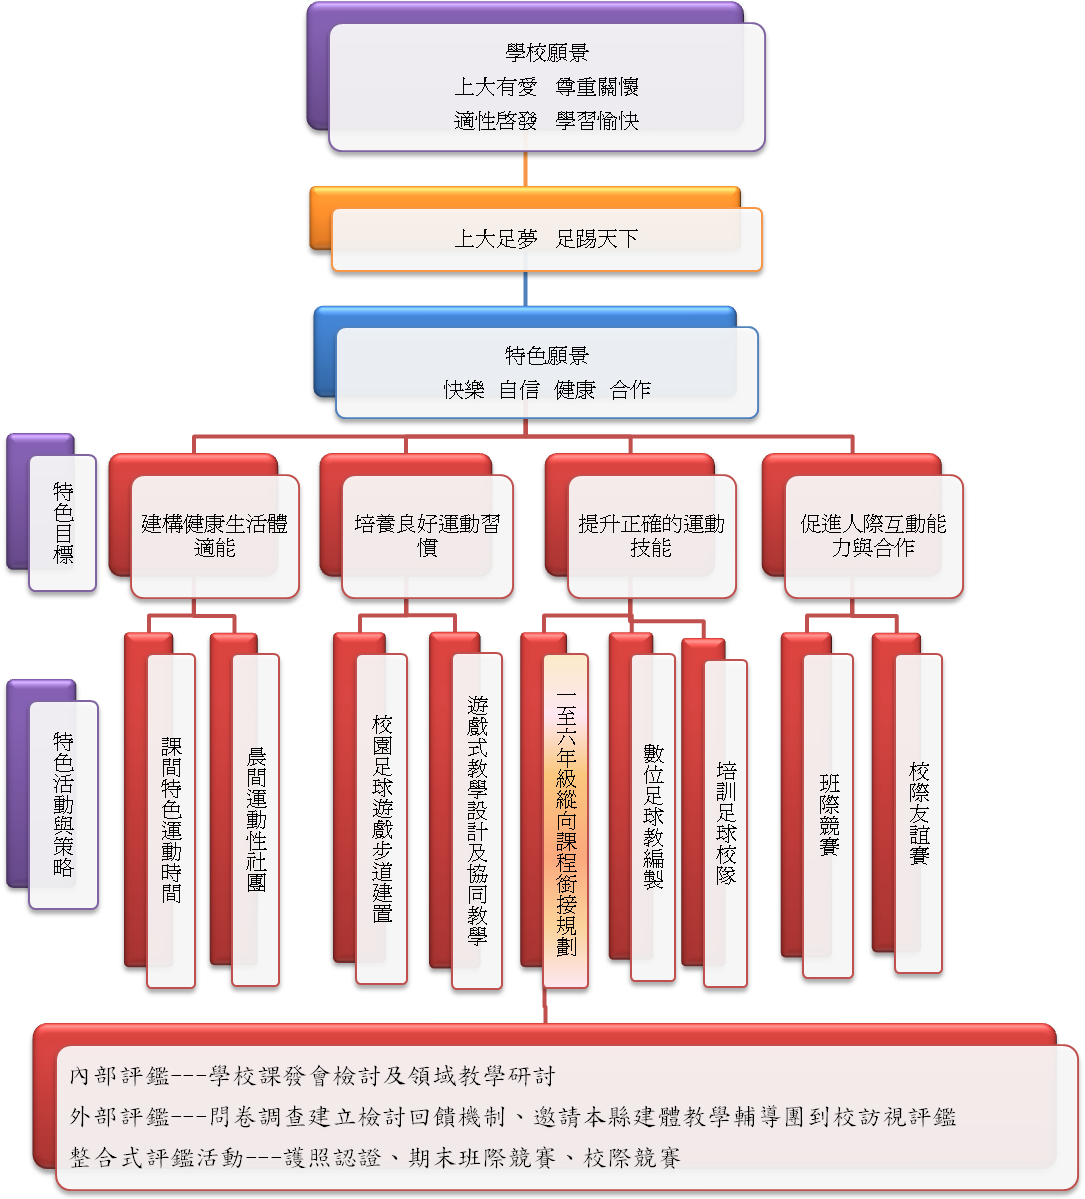 學校願景
上大有愛　尊重關懷
適性啓發　學習愉快
上大足夢　足踢天下
特色願景
快樂　自信　健康　合作
特色目標
建構健康生活體
適能
培養良好運動習
慣
提升正確的運動
技能
促進人際互動能
力與合作
特色活動與策略
課間特色運動時間
晨間運動性社團
校園足球遊戲步道建置
遊戲式教學設計及協同教學
一至六年級縱向課程銜接規劃
數位足球教編製
培訓足球校隊
班際競賽
校際友誼賽
內部評鑑---學校課發會檢討及領域教學研討
外部評鑑---問卷調查建立檢討回饋機制、邀請本縣建體教學輔導團到校訪視評鑑
整合式評鑑活動---護照認證、期末班際競賽、校際競賽